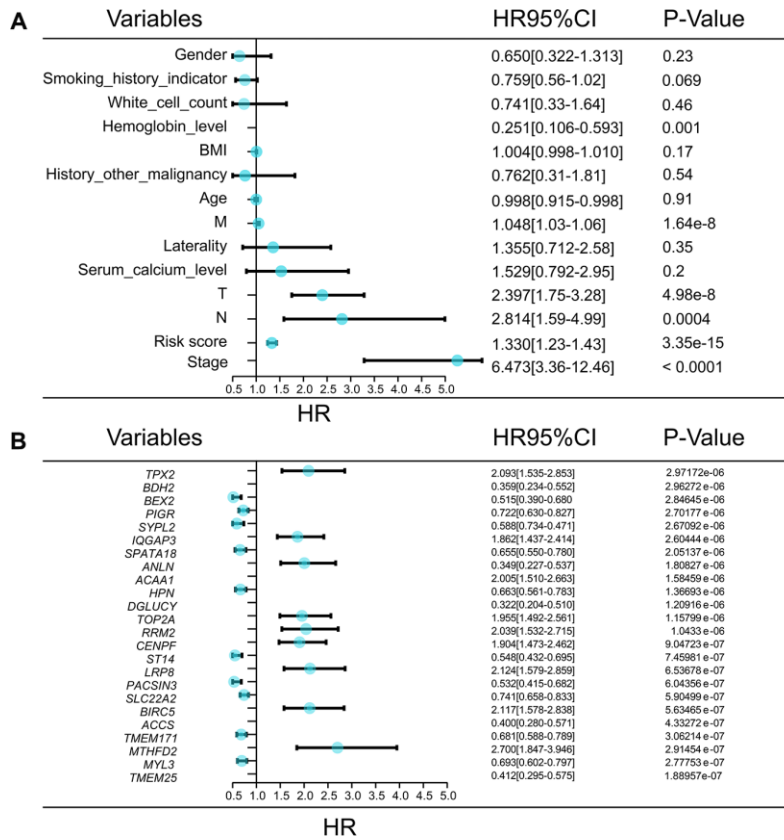 A Variables HR95%CI P-Value
Gender 0.650[0.322-1.313] 0.23
Smoking_history_indicator 0.759[0.56-1.02] 0.069
White_cell_count 0.741[0.33-1.64] 0.46
Hemoglobin_level 0.251[0.106-0.593] 0.001
BMI 1.004[0.998-1.010] 0.17
History_other_malignancy 0.762[0.31-1.81] 0.54
Age 0.998[0.915-0.998] 0.91
M 1.048[1.03-1.06] 1.64e-8
Laterality 1.355[0.712-2.58] 0.35
Serum_calcium_level 1.529[0.792-2.95] 0.2
T 2.397[1.75-3.28] 4.98e-8
N 2.814[1.59-4.99] 0.0004
Risk score 1.330[1.23-1.43] 3.35e-15
Stage 6.473[3.36-12.46] < 0.0001
0.5 1.0 1.5 2.0 2.5 3.0 3.5 4.0 4.5 5.0
HR
B Variables HR95%CI P-Value
TPX2 2.093[1.535-2.853] 2.97172e-06
BDH2 0.359[0.234-0.552] 2.96272e-06
BEX2 0.515[0.390-0.680 2.84645e-06
PIGR 0.722[0.630-0.827] 2.70177e-06
SYPL2 0.588[0.734-0.471] 2.67092e-06
IQGAP3 1.862[1.437-2.414] 2.60444e-06
SPATA18 0.655[0.550-0.780] 2.05137e-06
ANLN 0.349[0.227-0.537] 1.80827e-06
ACAA1 2.005[1.510-2.663] 1.58459e-06
HPN 0.663[0.561-0.783] 1.36693e-06
DGLUCY 0.322[0.204-0.510] 1.20916e-06
TOP2A 1.955[1.492-2.561] 1.15799e-06
RRM2 2.039[1.532-2.715] 1.0433e-06
CENPF 1.904[1.473-2.462] 9.04723e-07
ST14 0.548[0.432-0.695] 7.45981e-07
LRP8 2.124[1.579-2.859] 6.53678e-07
PACSIN3 0.532[0.415-0.682] 6.04356e-07
SLC22A2 0.741[0.658-0.833] 5.90499e-07
BIRC5 2.117[1.578-2.838] 5.63465e-07
ACCS 0.400[0.280-0.571] 4.33272e-07
TMEM171 0.681[0.588-0.789] 3.06214e-07
MTHFD2 2.700[1.847-3.946] 2.91454e-07
MYL3 0.693[0.602-0.797] 2.77753e-07
TMEM25 0.412[0.295-0.575] 1.88957e-07
0.5 1.0 1.5 2.0 2.5 3.0 3.5 4.0 4.5 5.0
HR